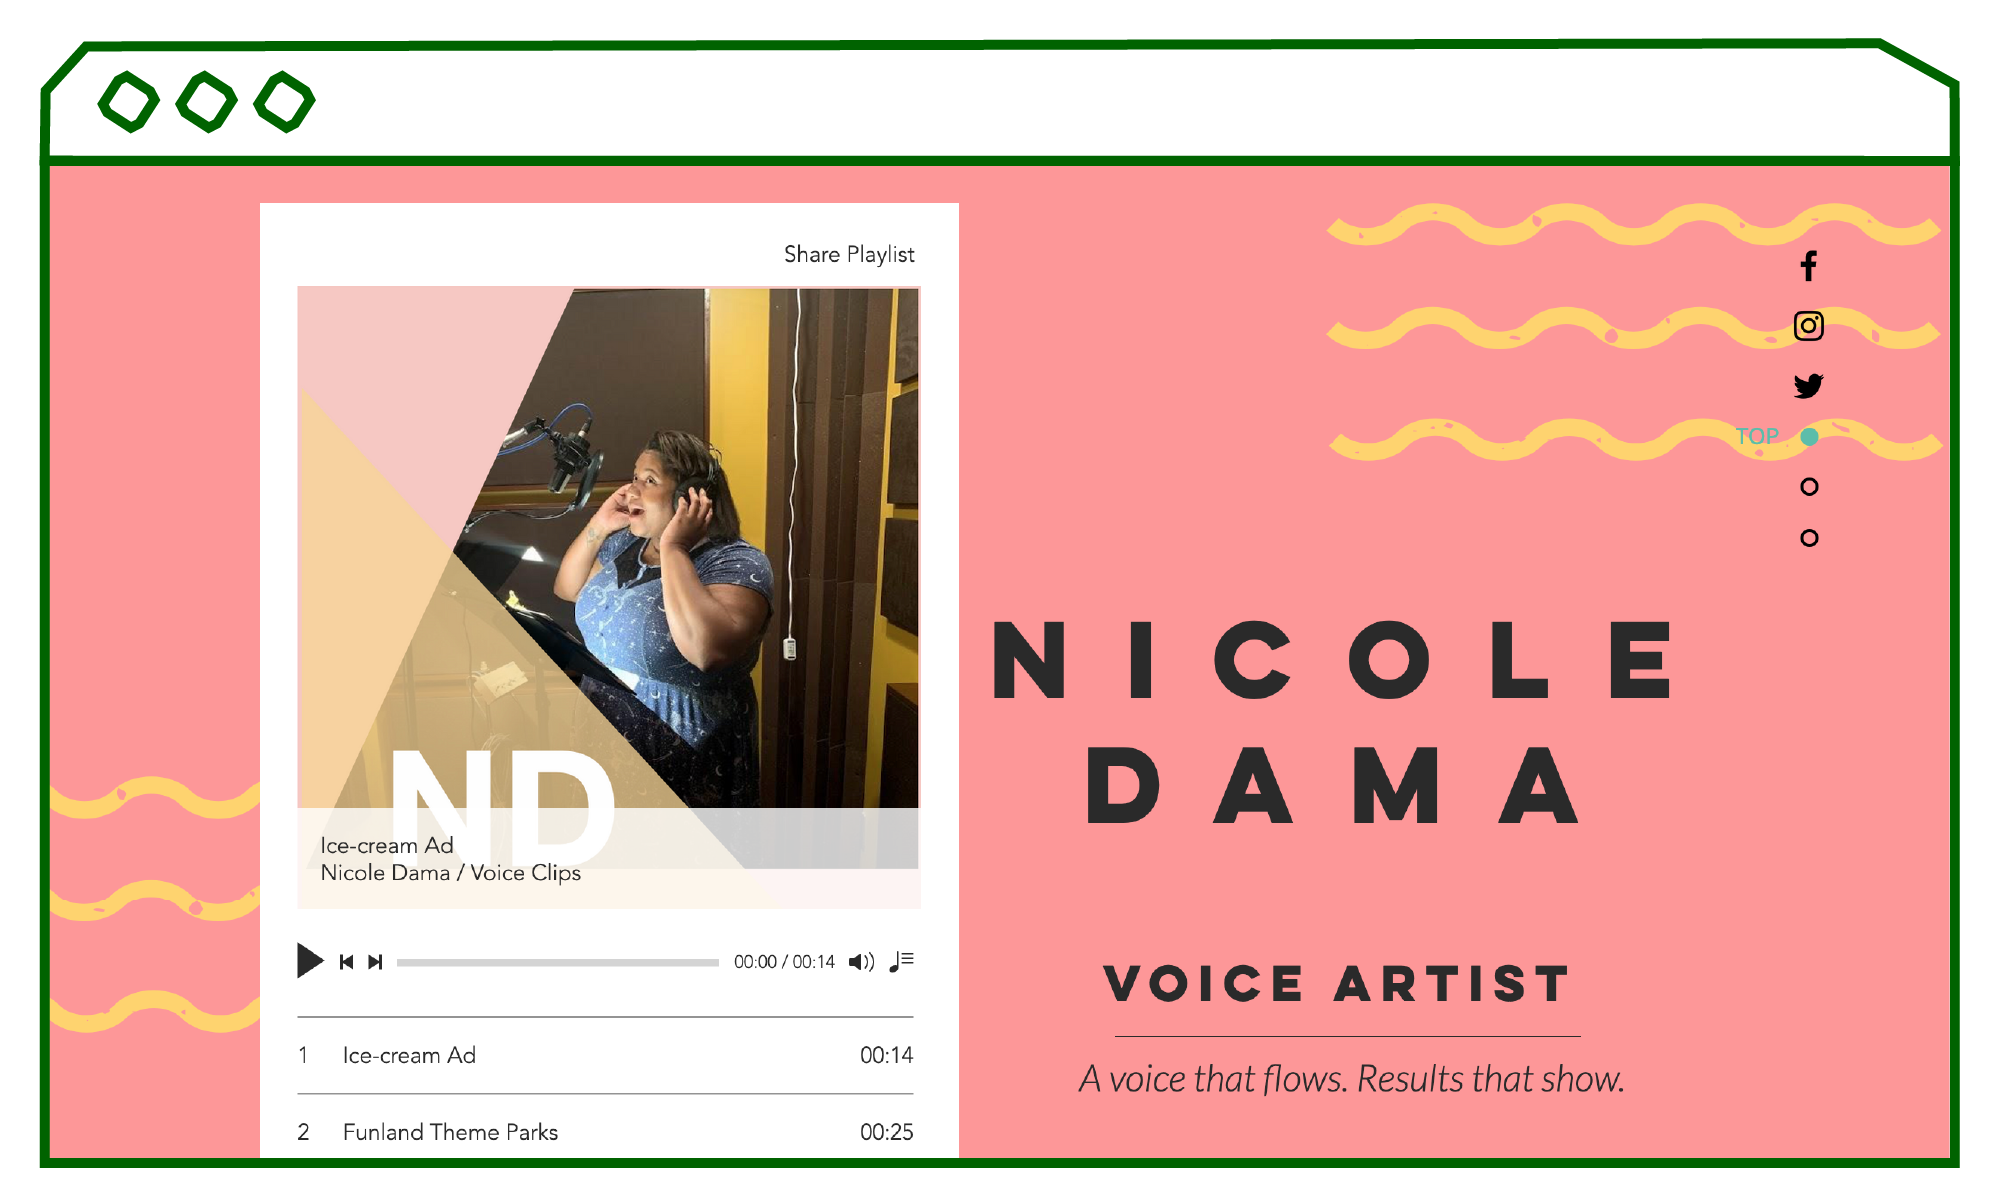 Share Playlist
ND
Ice-cream Ad
Nicole Dama / Voice Clips
00:00 / 00:14
1 Ice-cream Ad 00:14
2 Funland Theme Parks 00:25
TOP
NICOLE
DAMA
VOICE ARTIST
A voice that flows. Results that show.